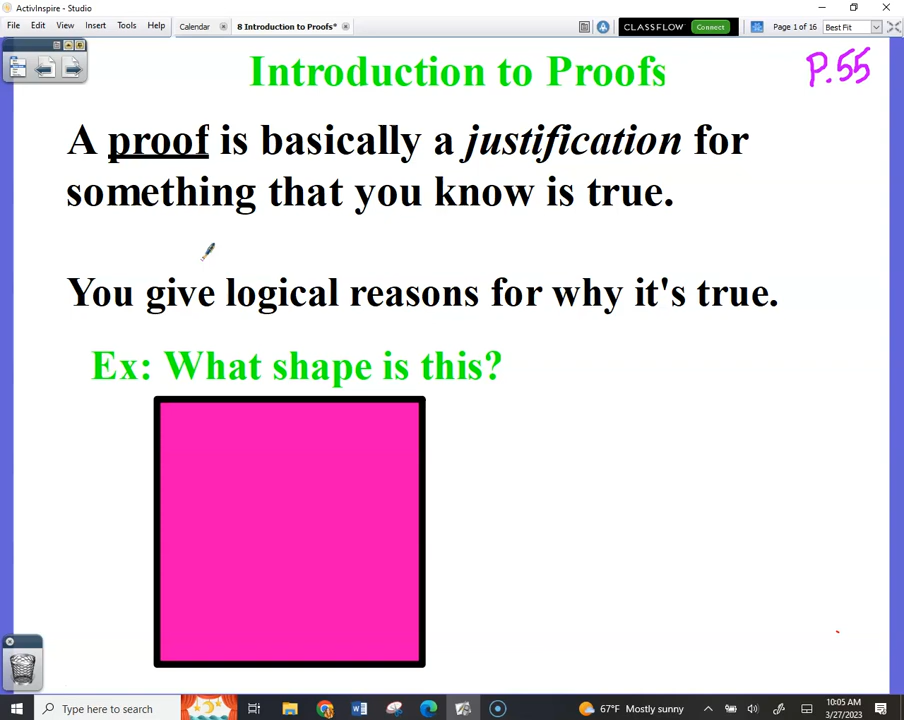 ActivInspire - Studio
File Edit View Insert Tools Help Calendar 8 Introduction to Proofs* CLASSFLOW Connect Page 1 of 16 Best Fit
Introduction to Proofs P.55
A proof is basically a justification for
something that you know is true.
You give logical reasons for why it's true.
Ex: What shape is this?
Type here to search 67°F Mostly sunny 10:05 AM
3/27/2023